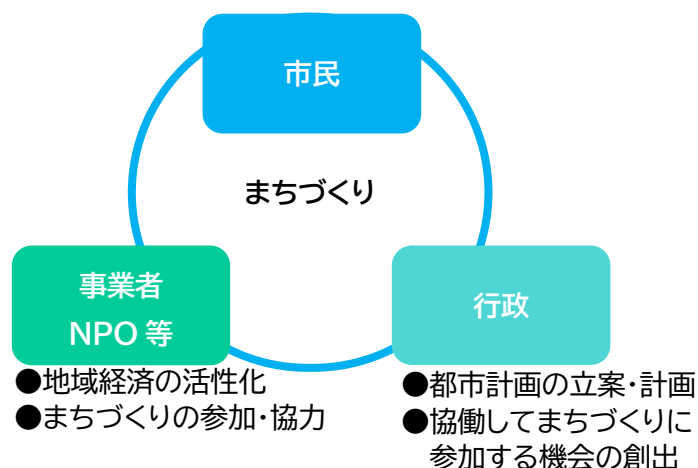 市民
まちづくり
事業者
NPO 等
行政
●地域経済の活性化
●まちづくりの参加・協力
●都市計画の立案・計画
●協働してまちづくりに
参加する機会の創出